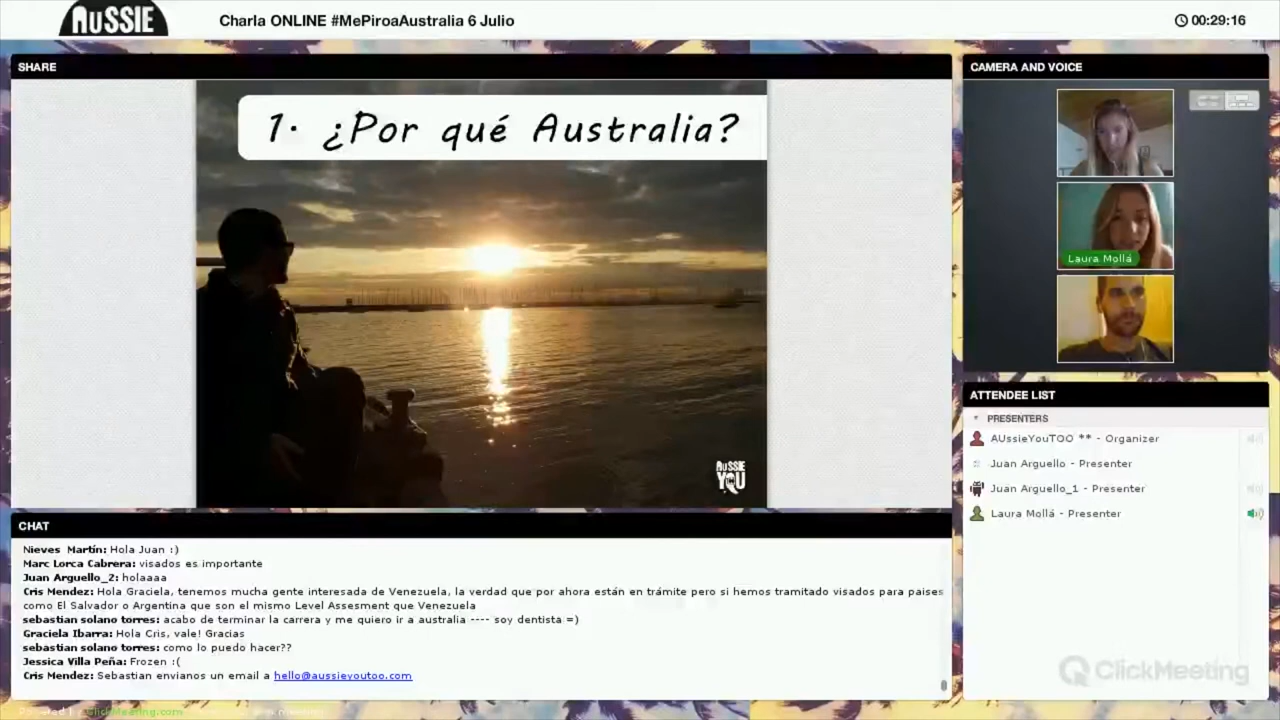 AUSSIE
Charla ONLINE #MePiroaAustralia 6 Julio
00:29:16
SHARE
1. ¿Por qué Australia?
AUSSIE
YOU
CHAT
Nieves Martín: Hola Juan :)
Marc Lorca Cabrera: visados es importante
Juan Arguello_2: holaaaa
Cris Mendez: Hola Graciela, tenemos mucha gente interesada de Venezuela, la verdad que por ahora están en trámite pero si hemos tramitado visados para paises
como El Salvador o Argentina que son el mismo Level Assesment que Venezuela
sebastian solano torres: acabo de terminar la carrera y me quiero ir a australia ---- soy dentista =)
Graciela Ibarra: Hola Cris, vale! Gracias
sebastian solano torres: como lo puedo hacer??
Jessica Villa Peña: Frozen :(
Cris Mendez: Sebastian envianos un email a hello@aussieyoutoo.com
CAMERA AND VOICE
Laura Mollá
ATTENDEE LIST
PRESENTERS
AUssieYouTOO ** - Organizer
Juan Arguello - Presenter
Juan Arguello_1 - Presenter
Laura Mollá - Presenter
ClickMeeting
ClickMeeting.com